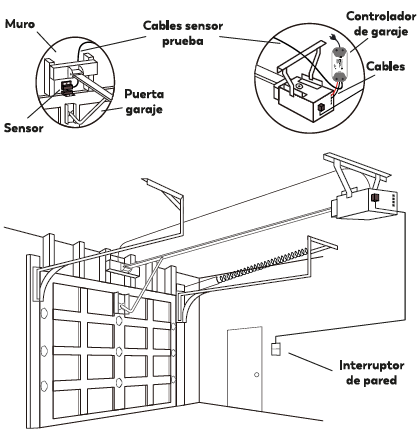 Muro
Cables sensor
prueba
Controlador
de garaje
Cables
Puerta
garaje
Sensor
Interruptor
de pared